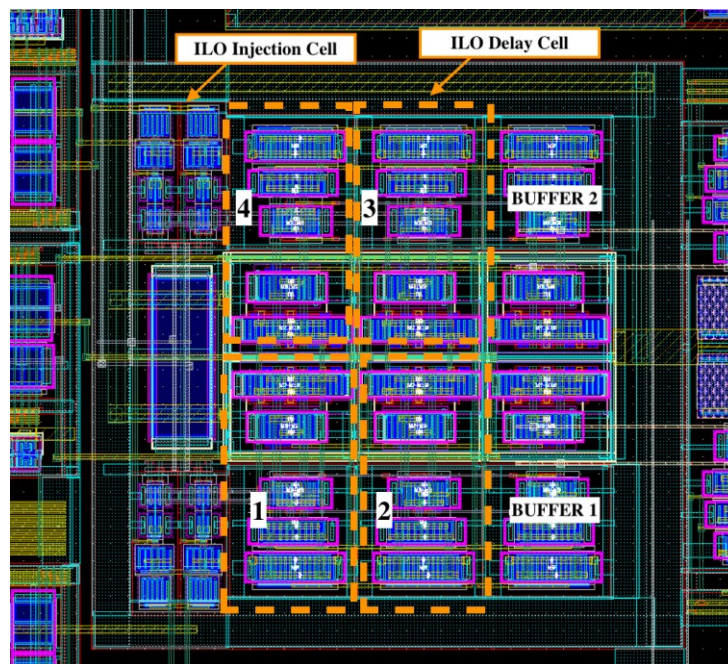 ILO Injection Cell
ILO Delay Cell
4
3
BUFFER 2
1
2
BUFFER 1